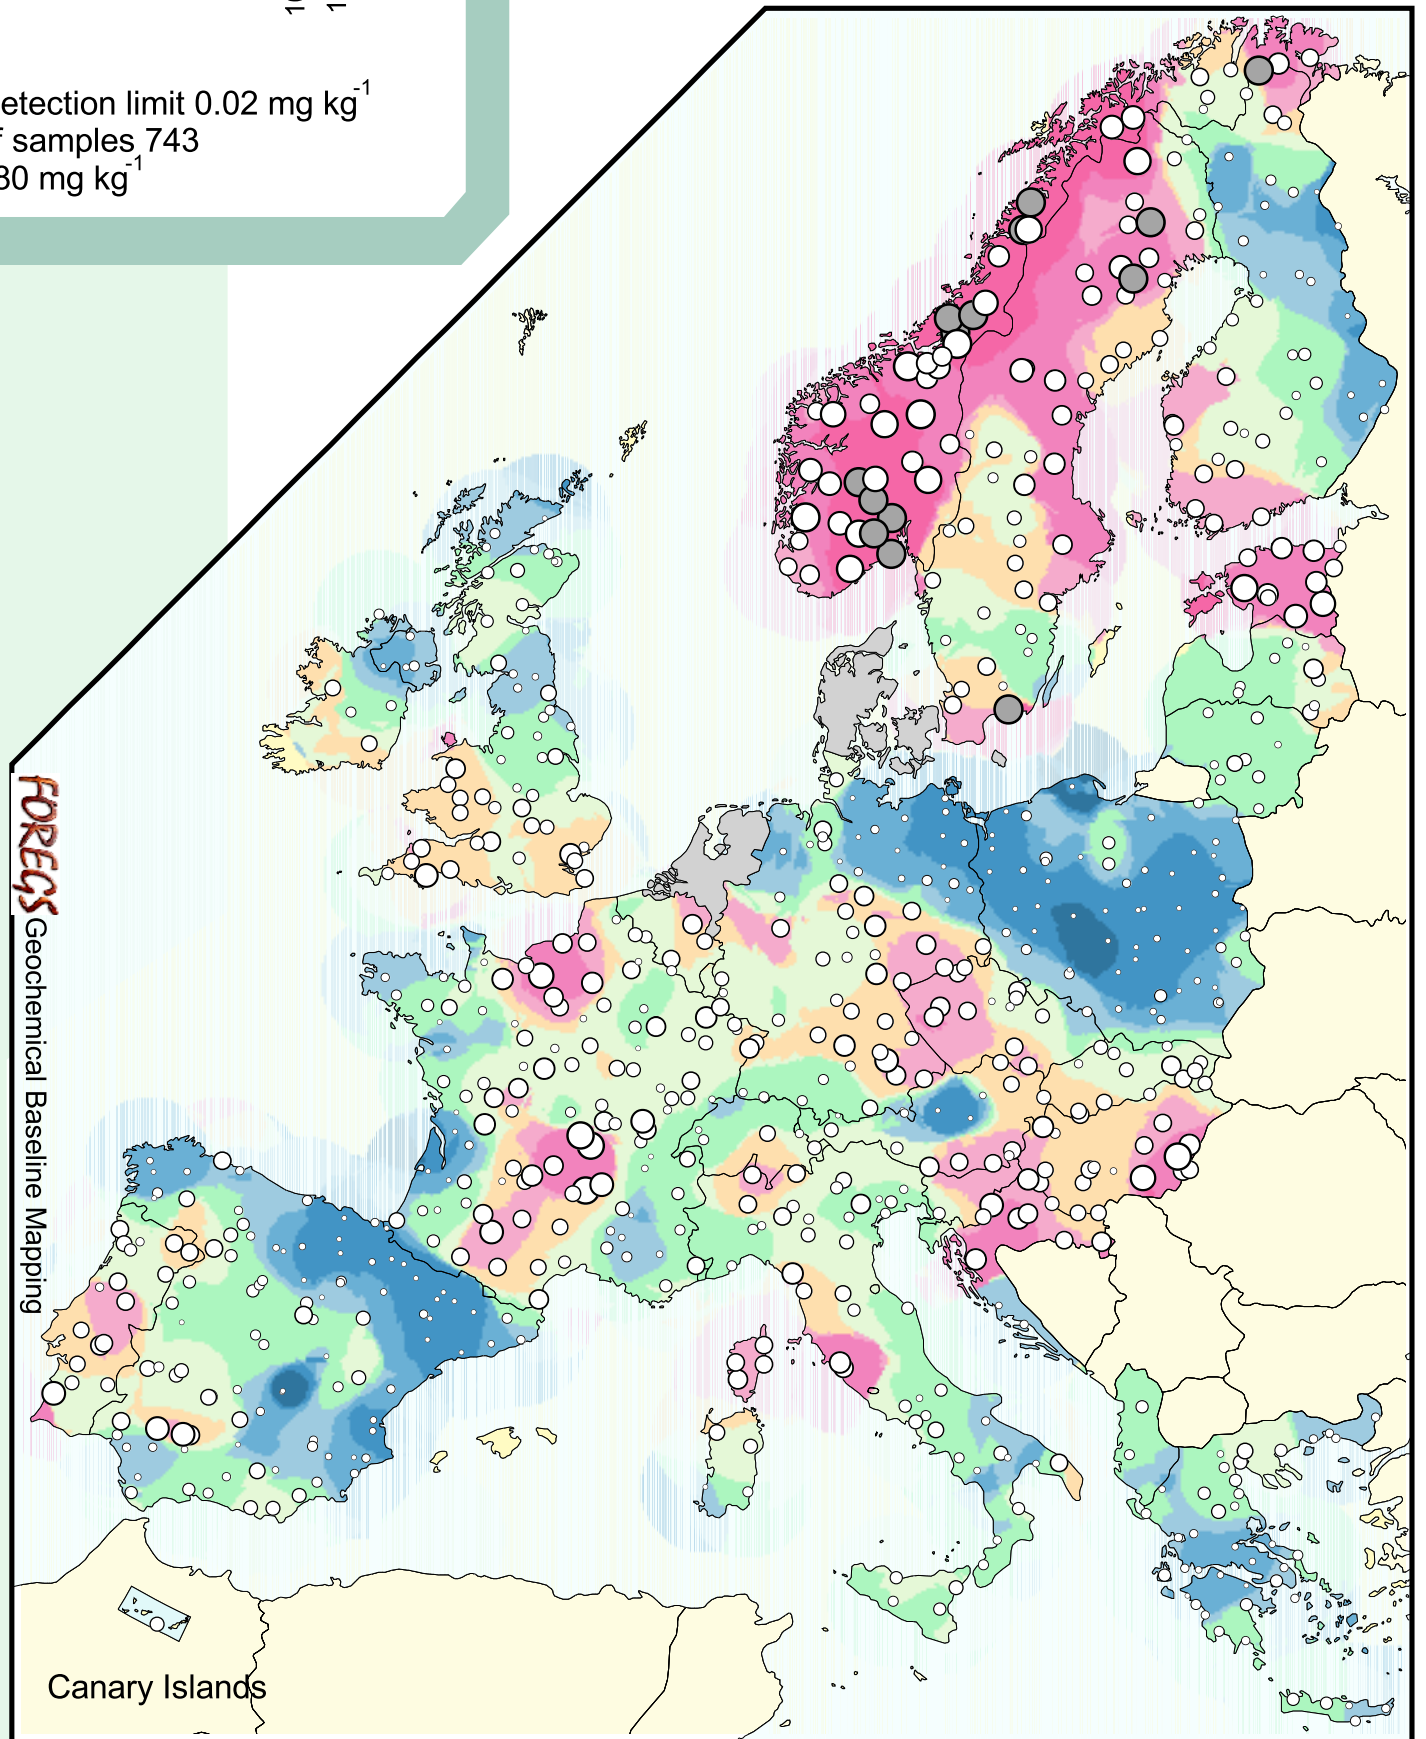 etection limit 0.02 mg kg-1
samples 743
30 mg kg-1
FOREGS Geochemical Baseline Mapping
Canary Islands